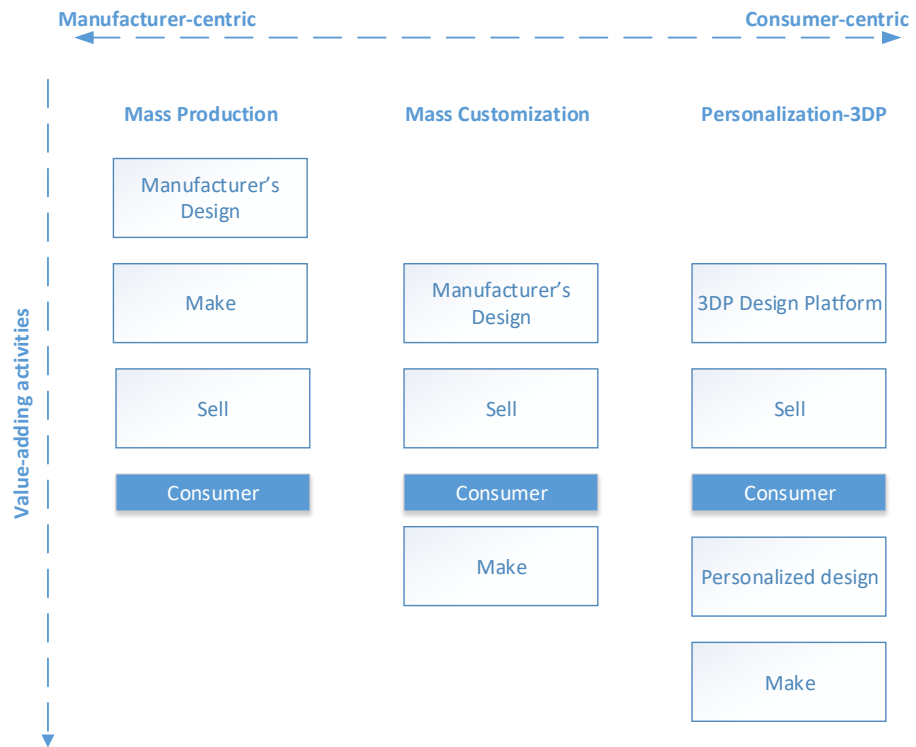 Manufacturer-centric
Consumer-centric
Mass Production
Mass Customization
Personalization-3DP
Value-adding activities
Manufacturer’s
Design
Make
Sell
Consumer
Manufacturer’s
Design
Sell
Consumer
Make
3DP Design Platform
Sell
Consumer
Personalized design
Make